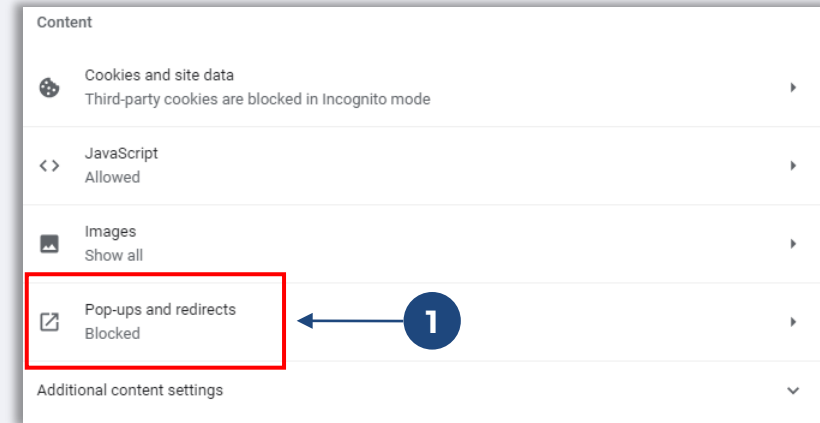 Content
Cookies and site data
Third-party cookies are blocked in Incognito mode
JavaScript
Allowed
Images
Show all
Pop-ups and redirects
Blocked
1
Additional content settings